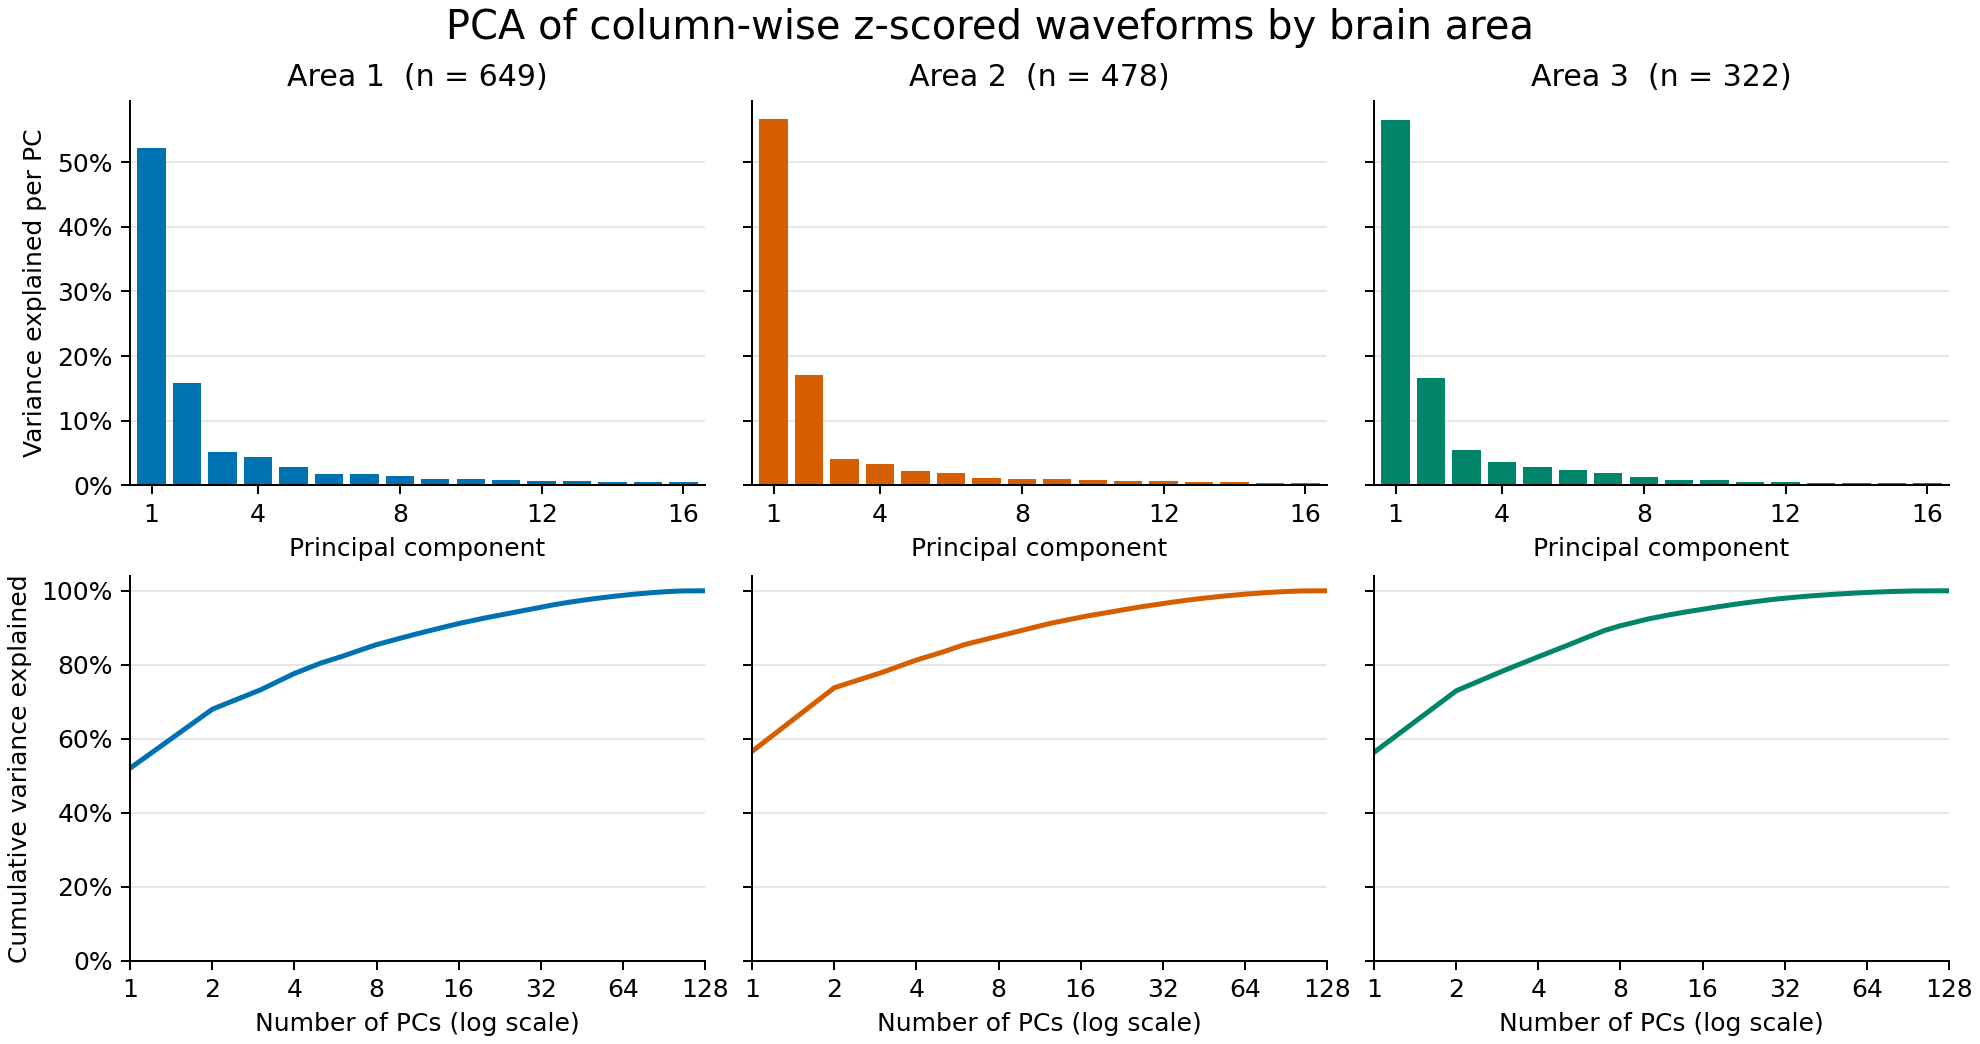 PCA of column-wise z-scored waveforms by brain area
Area 1 (n = 649)
Area 2 (n = 478)
Area 3 (n = 322)
Variance explained per PC
50%
40%
30%
20%
10%
0%
1 4 8 12 16
1 4 8 12 16
1 4 8 12 16
Principal component
Principal component
Principal component
Cumulative variance explained
100%
80%
60%
40%
20%
0%
1 2 4 8 16 32 64 128
1 2 4 8 16 32 64 128
1 2 4 8 16 32 64 128
Number of PCs (log scale)
Number of PCs (log scale)
Number of PCs (log scale)